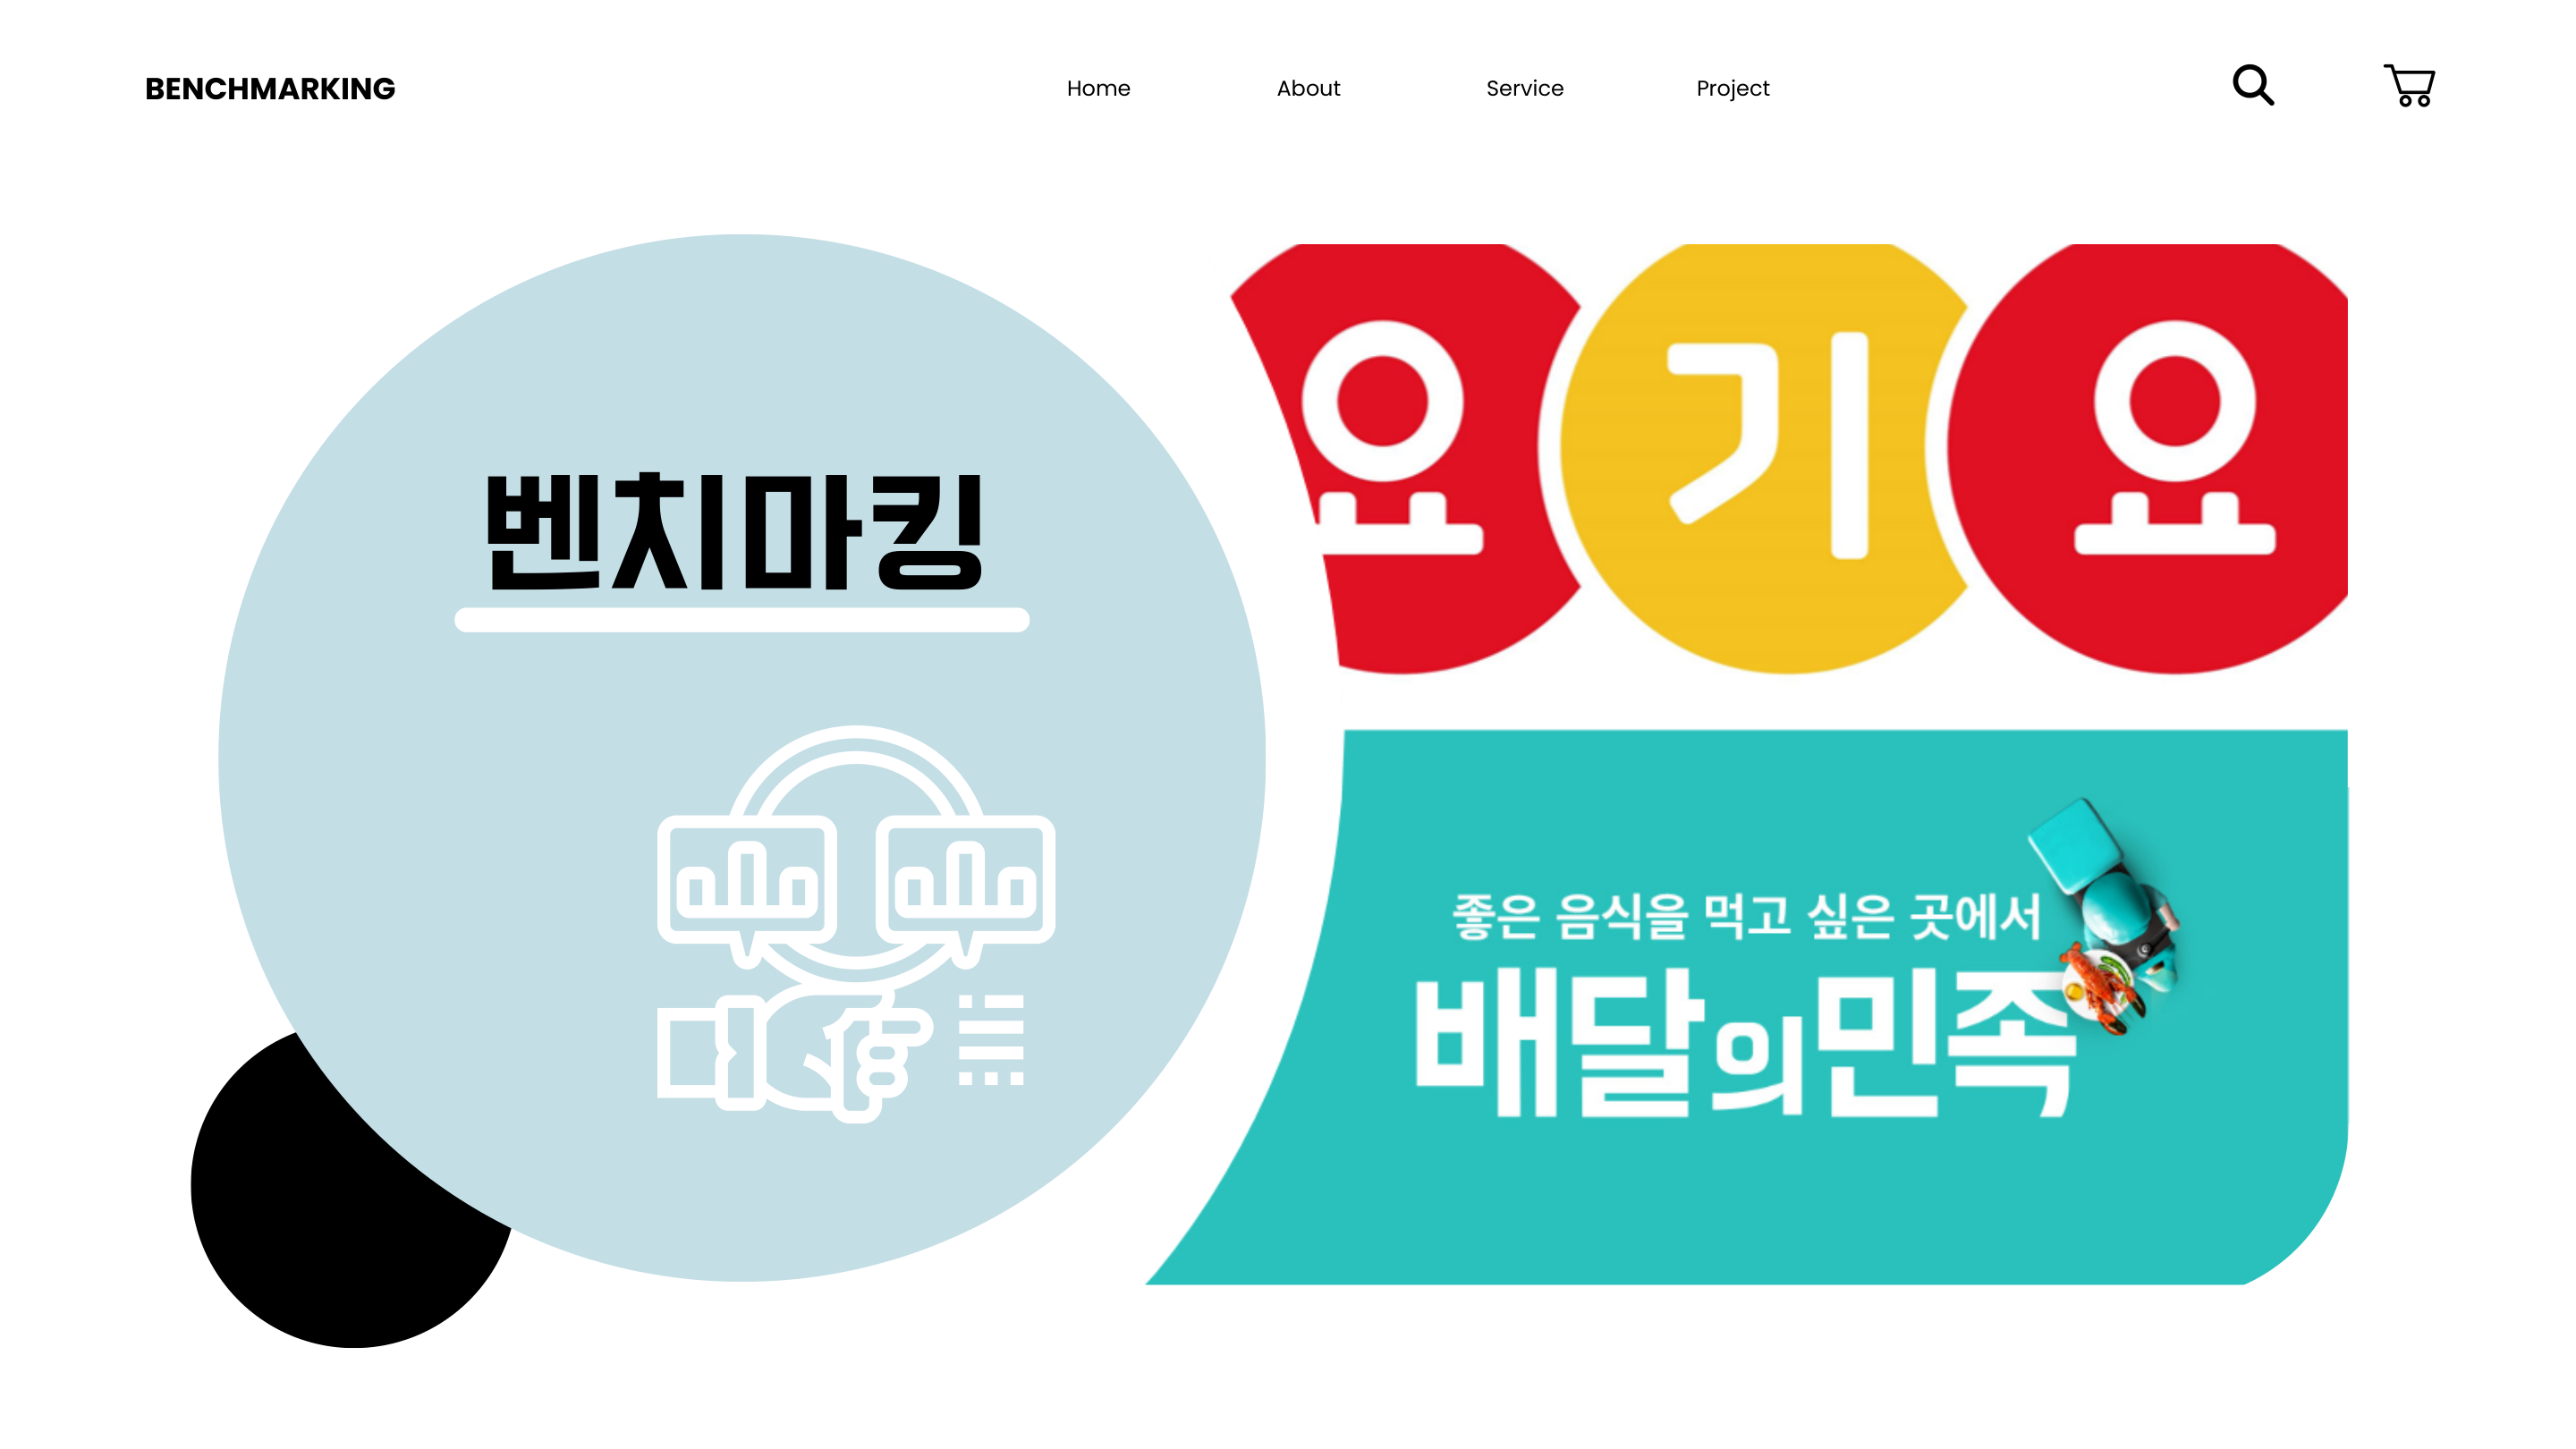 BENCHMARKING
Home About Service Project
벤치마킹
요기요
좋은 음식을 먹고 싶은 곳에서
배달의민족